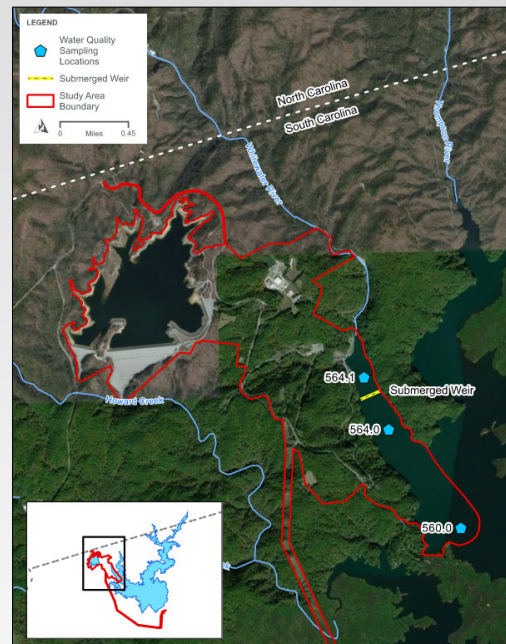 LEGEND
Water Quality
Sampling
Locations
Submerged Weir
Study Area
Boundary
0 0.45
Miles
North Carolina
South Carolina
Whitewater River
Thompson River
564.1
Submerged Weir
564.0
Howard Creek
560.0